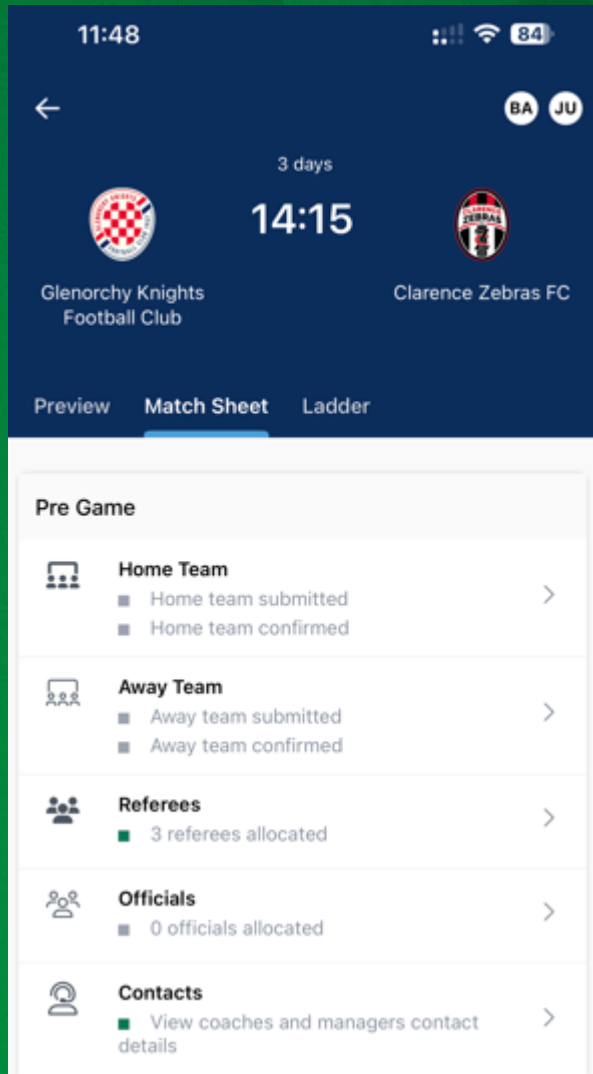 11:48
84
BA JU
3 days
14:15
Glenorchy Knights
Football Club
Clarence Zebras FC
Preview Match Sheet Ladder
Pre Game
Home Team
Home team submitted
Home team confirmed
Away Team
Away team submitted
Away team confirmed
Referees
3 referees allocated
Officials
0 officials allocated
Contacts
View coaches and managers contact
details